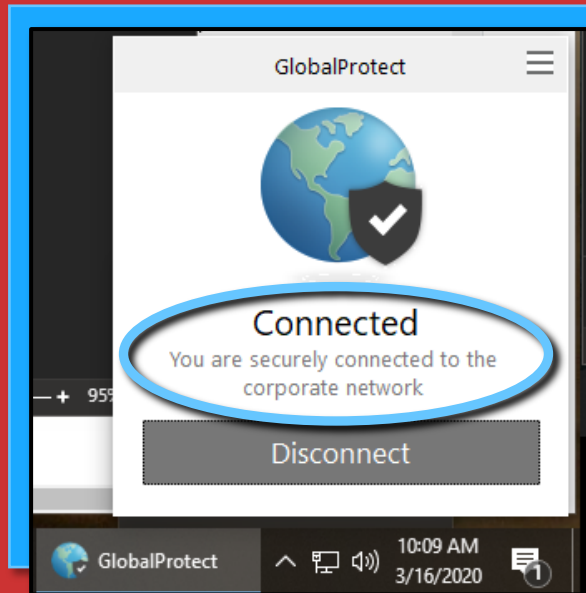 GlobalProtect
Connected
You are securely connected to the
corporate network
95%
Disconnect
GlobalProtect
10:09 AM
3/16/2020
1